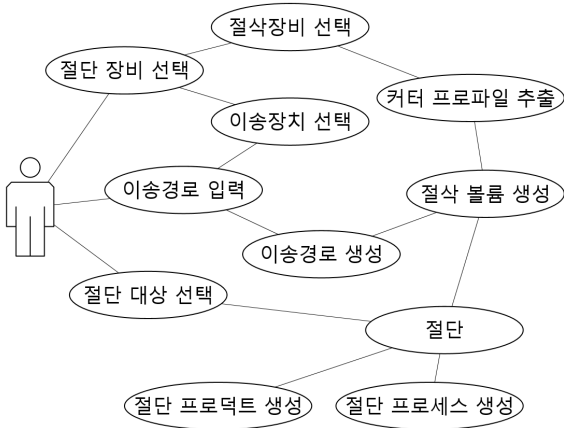 절삭장비 선택
절단 장비 선택
커터 프로파일 추출
이송장치 선택
이송경로 입력
절삭 볼륨 생성
이송경로 생성
절단 대상 선택
절단
절단 프로덕트 생성
절단 프로세스 생성